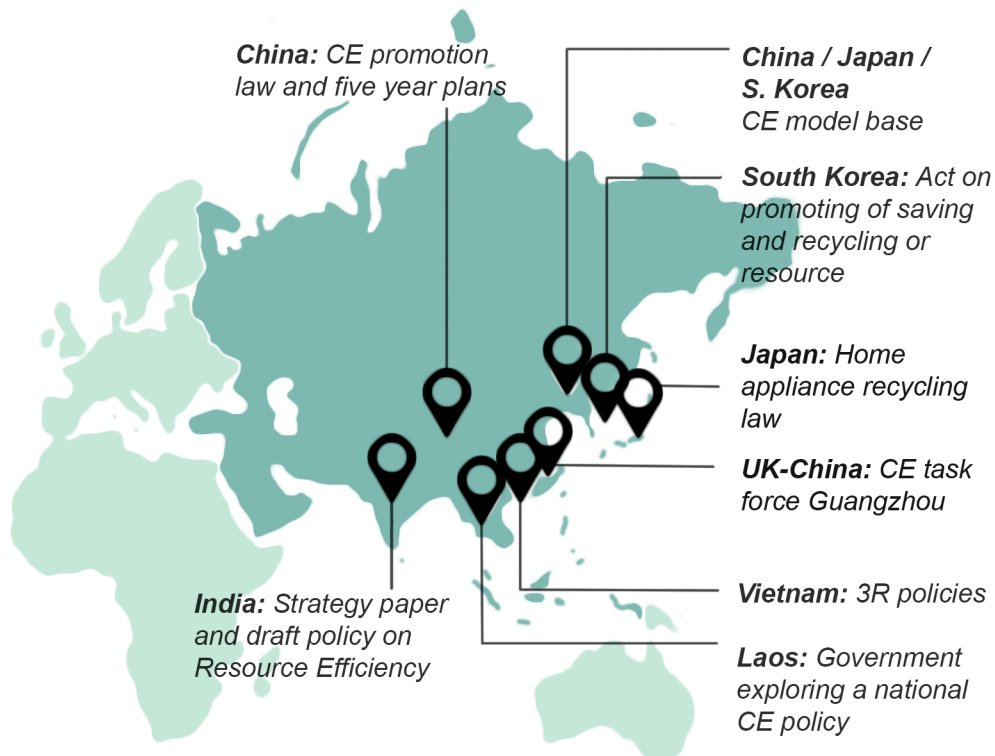 China: CE promotion
law and five year plans
China / Japan /
S. Korea
CE model base
South Korea: Act on
promoting of saving
and recycling or
resource
Japan: Home
appliance recycling
law
UK-China: CE task
force Guangzhou
India: Strategy paper
and draft policy on
Resource Efficiency
Vietnam: 3R policies
Laos: Government
exploring a national
CE policy